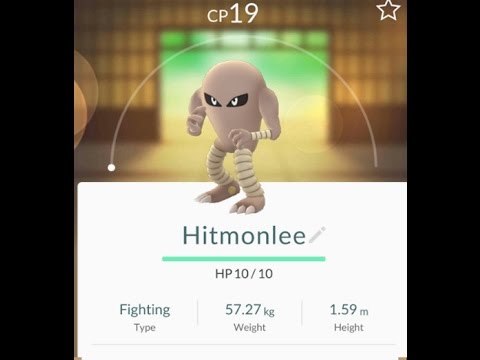 CP19
Hitmonlee
HP 10 / 10
Fighting 57.27 kg 1.59 m
Type Weight Height